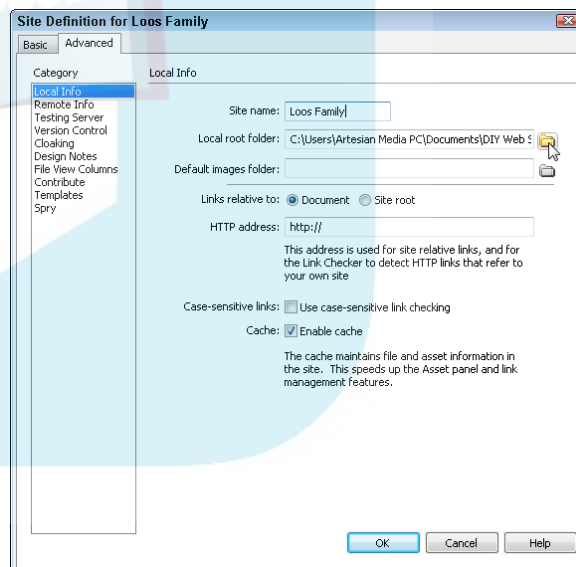 Site Definition for Loos Family
Basic
Advanced
Category
Local Info
Local Info
Remote Info
Testing Server
Version Control
Cloaking
Design Notes
File View Columns
Contribute
Templates
Spry
Site name: Loos Family
Local root folder: C:\Users\Artesian Media PC\Documents\DIY Web S
Default images folder:
Links relative to: Document Site root
HTTP address: http://
This address is used for site relative links, and for
the Link Checker to detect HTTP links that refer to
your own site
Case-sensitive links: Use case-sensitive link checking
Cache: Enable cache
The cache maintains file and asset information in
the site. This speeds up the Asset panel and link
management features.
OK Cancel Help